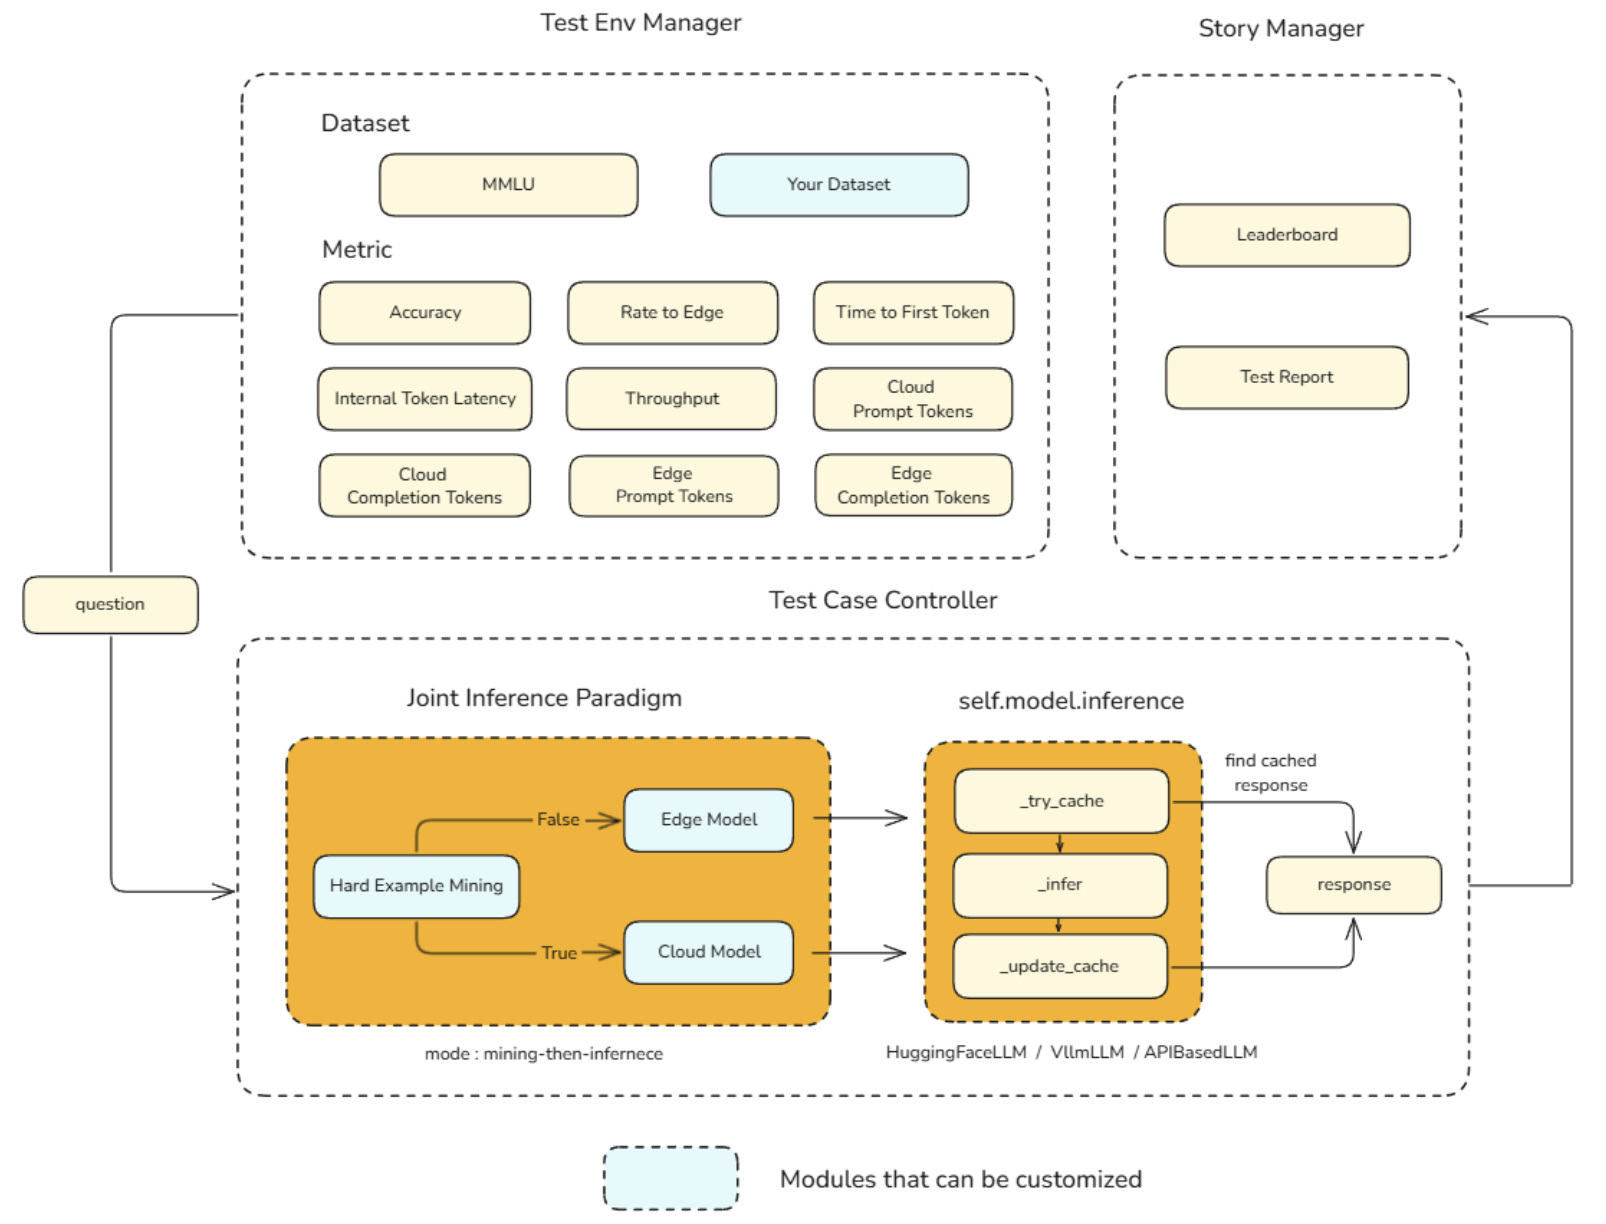 Test Env Manager
Story Manager
Dataset
MMLU
Your Dataset
Metric
Accuracy
Rate to Edge
Time to First Token
Internal Token Latency
Throughput
Cloud
Prompt Tokens
Cloud
Completion Tokens
Edge
Prompt Tokens
Edge
Completion Tokens
Leaderboard
Test Report
question
Test Case Controller
Joint Inference Paradigm
Hard Example Mining
False
Edge Model
True
Cloud Model
mode : mining-then-infernece
self.model.inference
_try_cache
_infer
_update_cache
HuggingFaceLLM / VllmLLM / APIBasedLLM
find cached
response
response
Modules that can be customized